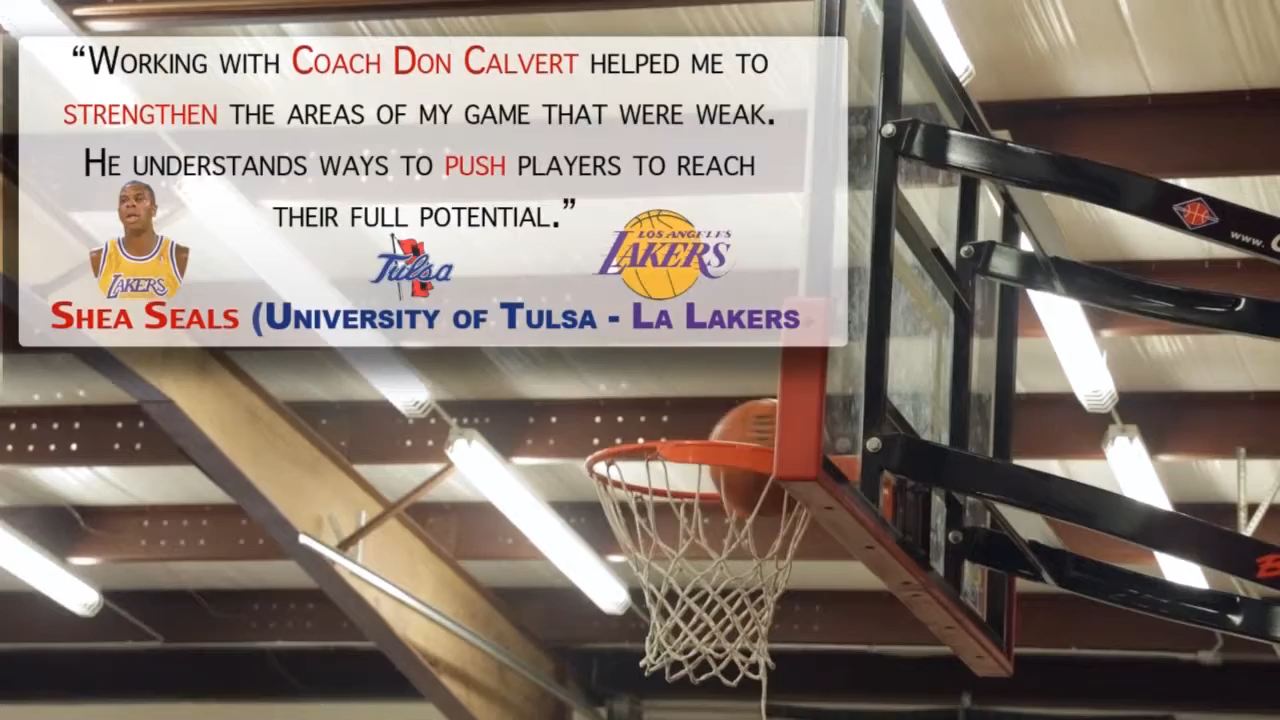 “Working with Coach Don Calvert helped me to
strengthen the areas of my game that were weak.
He understands ways to push players to reach
their full potential.”
LOS ANGELES
LAKERS
Tulsa
LAKERS
Shea Seals (University of Tulsa - La Lakers
www.